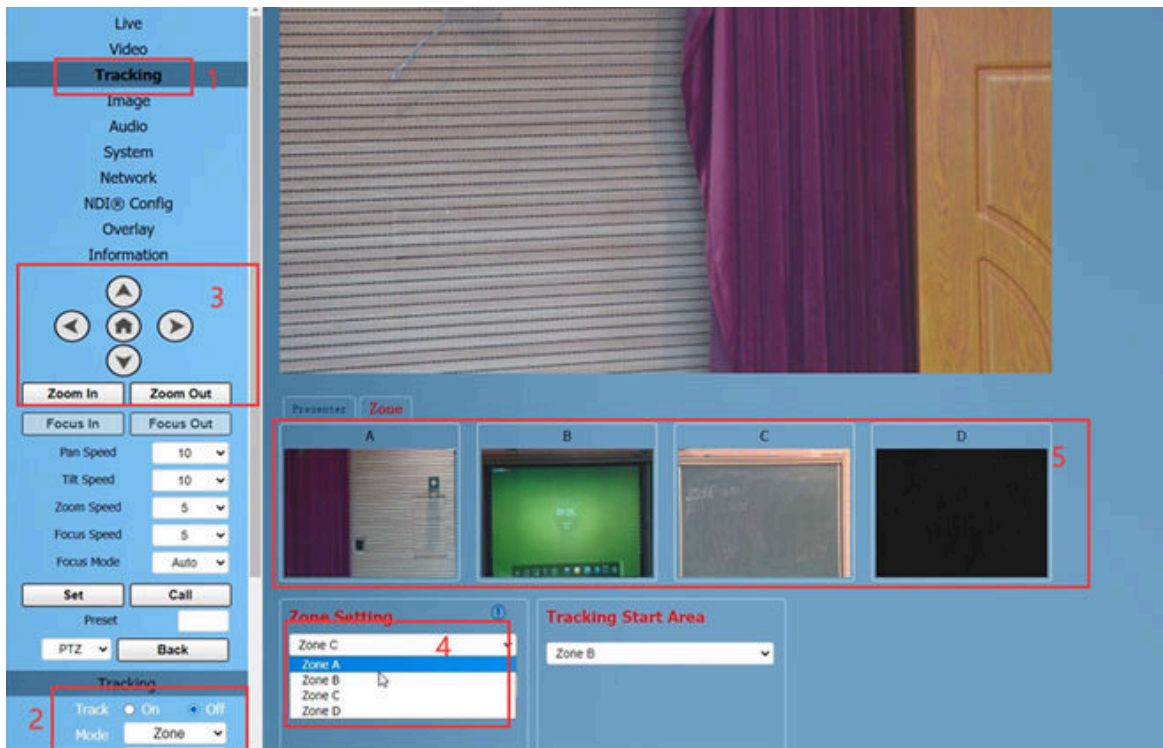 Live
Video
Tracking
1
Image
Audio
System
Network
NDI® Config
Overlay
Information
3
Zoom In Zoom Out
Focus In Focus Out
Pan Speed 10
Tilt Speed 10
Zoom Speed 5
Focus Speed 5
Focus Mode Auto
Set Call
Preset
PTZ Back
Tracking
2
Track On Off
Mode Zone
Presenter Zone
A B C D
5
Zone Setting
4
Zone C
Zone A
Zone B
Zone C
Zone D
Tracking Start Area
Zone B